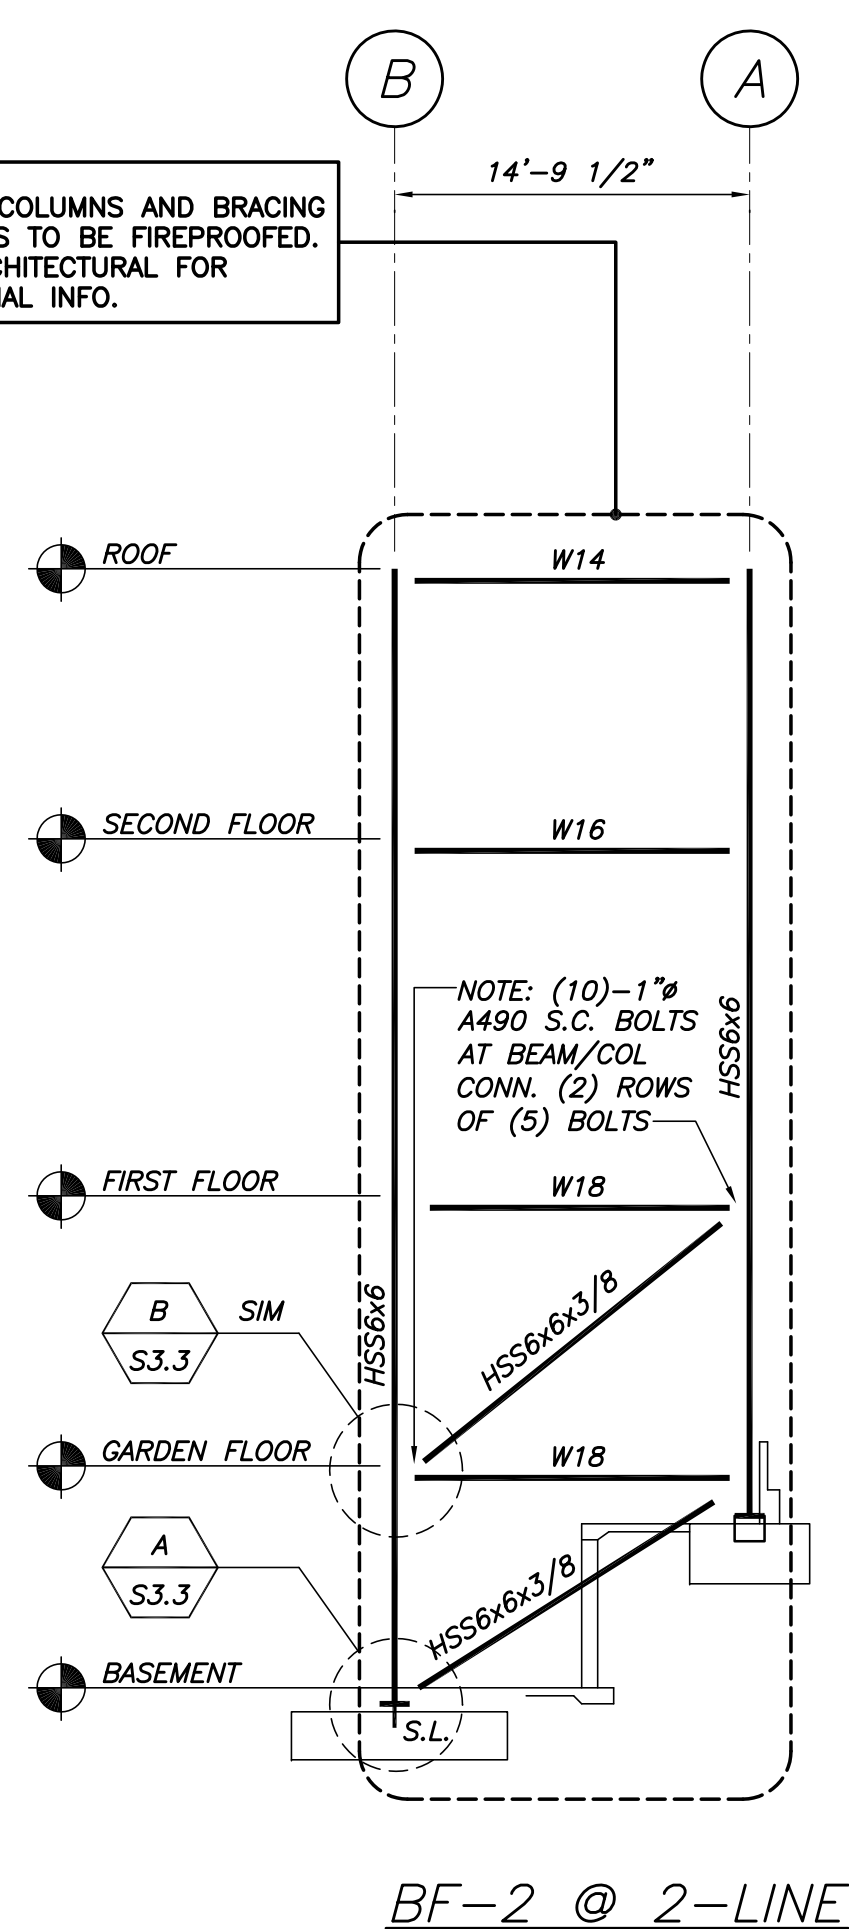 B
A
14'-9 1/2"
COLUMNS AND BRACING
TO BE FIREPROOFED.
FOR
INFO.
ROOF
W14
SECOND FLOOR
W16
NOTE: (10)-1"ø
A490 S.C. BOLTS
AT BEAM/COL
CONN. (2) ROWS
OF (5) BOLTS
HSS6x6
FIRST FLOOR
W18
B
SIM
S3.3
HSS6x6
HSS6x6x3/8
GARDEN FLOOR
W18
A
S3.3
HSS6x6x3/8
BASEMENT
S.L.
BF-2 @ 2-LINE